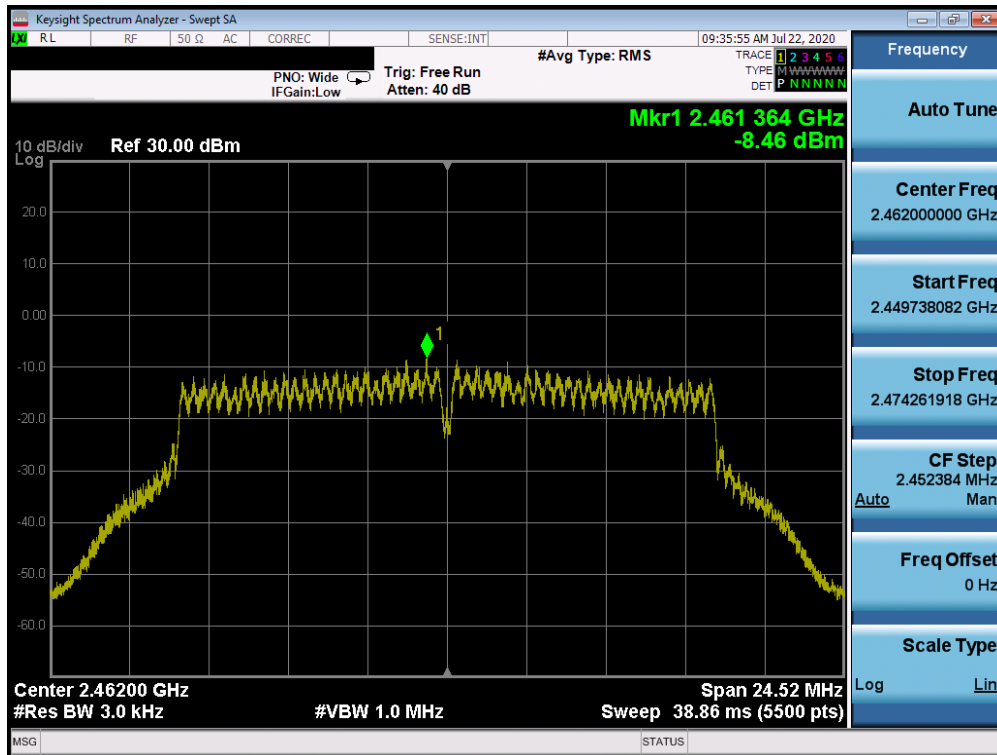 Keysight Spectrum Analyzer - Swept SA
LXI RL RF 50 Ω AC CORREC SENSE:INT 09:35:55 AM Jul 22, 2020
PNO: Wide
IFGain:Low
Trig: Free Run
Atten: 40 dB
#Avg Type: RMS
TRACE 1 2 3 4 5 6
TYPE M WWWWW
DET P N N N N N
Mkr1 2.461 364 GHz
-8.46 dBm
10 dB/div
Log
Ref 30.00 dBm
20.0
10.0
0.00
-10.0
-20.0
-30.0
-40.0
-50.0
-60.0
1
Center 2.46200 GHz
Span 24.52 MHz
#Res BW 3.0 kHz
#VBW 1.0 MHz
Sweep 38.86 ms (5500 pts)
MSG
STATUS
Frequency
Auto Tune
Center Freq
2.462000000 GHz
Start Freq
2.449738082 GHz
Stop Freq
2.474261918 GHz
CF Step
2.452384 MHz
Auto Man
Freq Offset
0 Hz
Scale Type
Log Lin